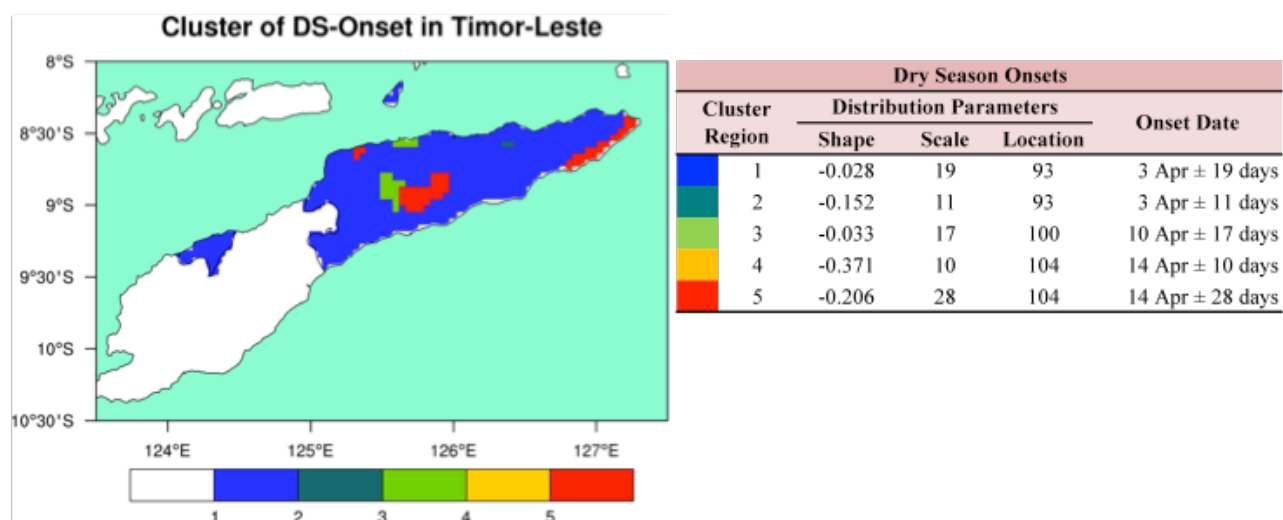 Cluster of DS-Onset in Timor-Leste
8°S
8°30'S
9°S
9°30'S
10°S
10°30'S
124°E 125°E 126°E 127°E
1 2 3 4 5
Dry Season Onsets
Cluster Region Distribution Parameters Onset Date
Shape Scale Location
1 -0.028 19 93 3 Apr ± 19 days
2 -0.152 11 93 3 Apr ± 11 days
3 -0.033 17 100 10 Apr ± 17 days
4 -0.371 10 104 14 Apr ± 10 days
5 -0.206 28 104 14 Apr ± 28 days